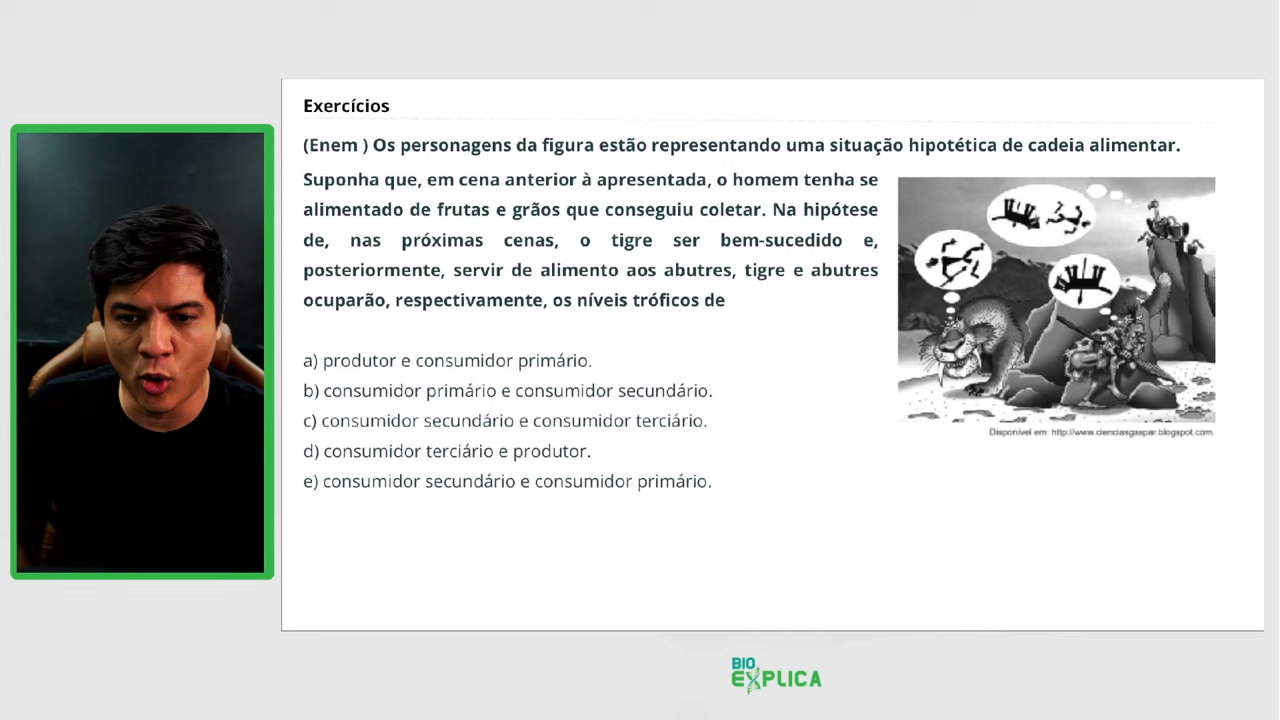 Exercícios
(Enem ) Os personagens da figura estão representando uma situação hipotética de cadeia alimentar.
Suponha que, em cena anterior à apresentada, o homem tenha se
alimentado de frutas e grãos que conseguiu coletar. Na hipótese
de, nas próximas cenas, o tigre ser bem-sucedido e,
posteriormente, servir de alimento aos abutres, tigre e abutres
ocuparão, respectivamente, os níveis tróficos de
a) produtor e consumidor primário.
b) consumidor primário e consumidor secundário.
c) consumidor secundário e consumidor terciário.
d) consumidor terciário e produtor.
e) consumidor secundário e consumidor primário.
Disponível em: http://www.cienciasgaspar.blogspot.com.
BIO
EXPLICA